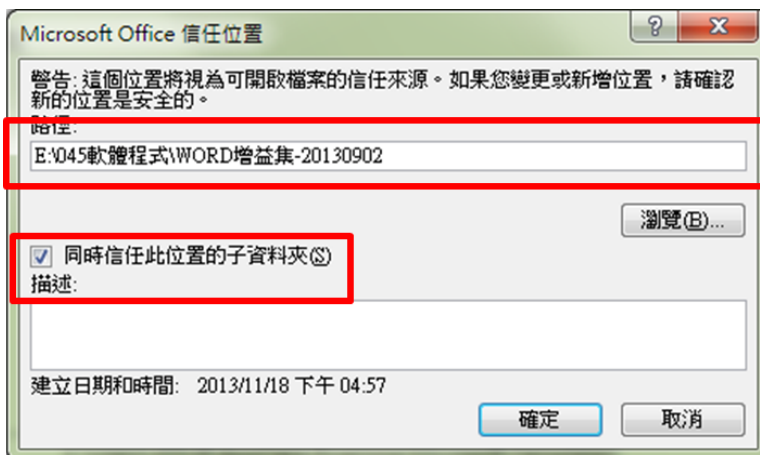 Microsoft Office 信任位置
警告: 這個位置將視為可開啟檔案的信任來源。如果您變更或新增位置，請確認
新的位置是安全的。
路徑:
E:\045軟體程式\WORD增益集-20130902
瀏覽(B)...
同時信任此位置的子資料夾(S)
描述:
建立日期和時間: 2013/11/18 下午 04:57
確定 取消